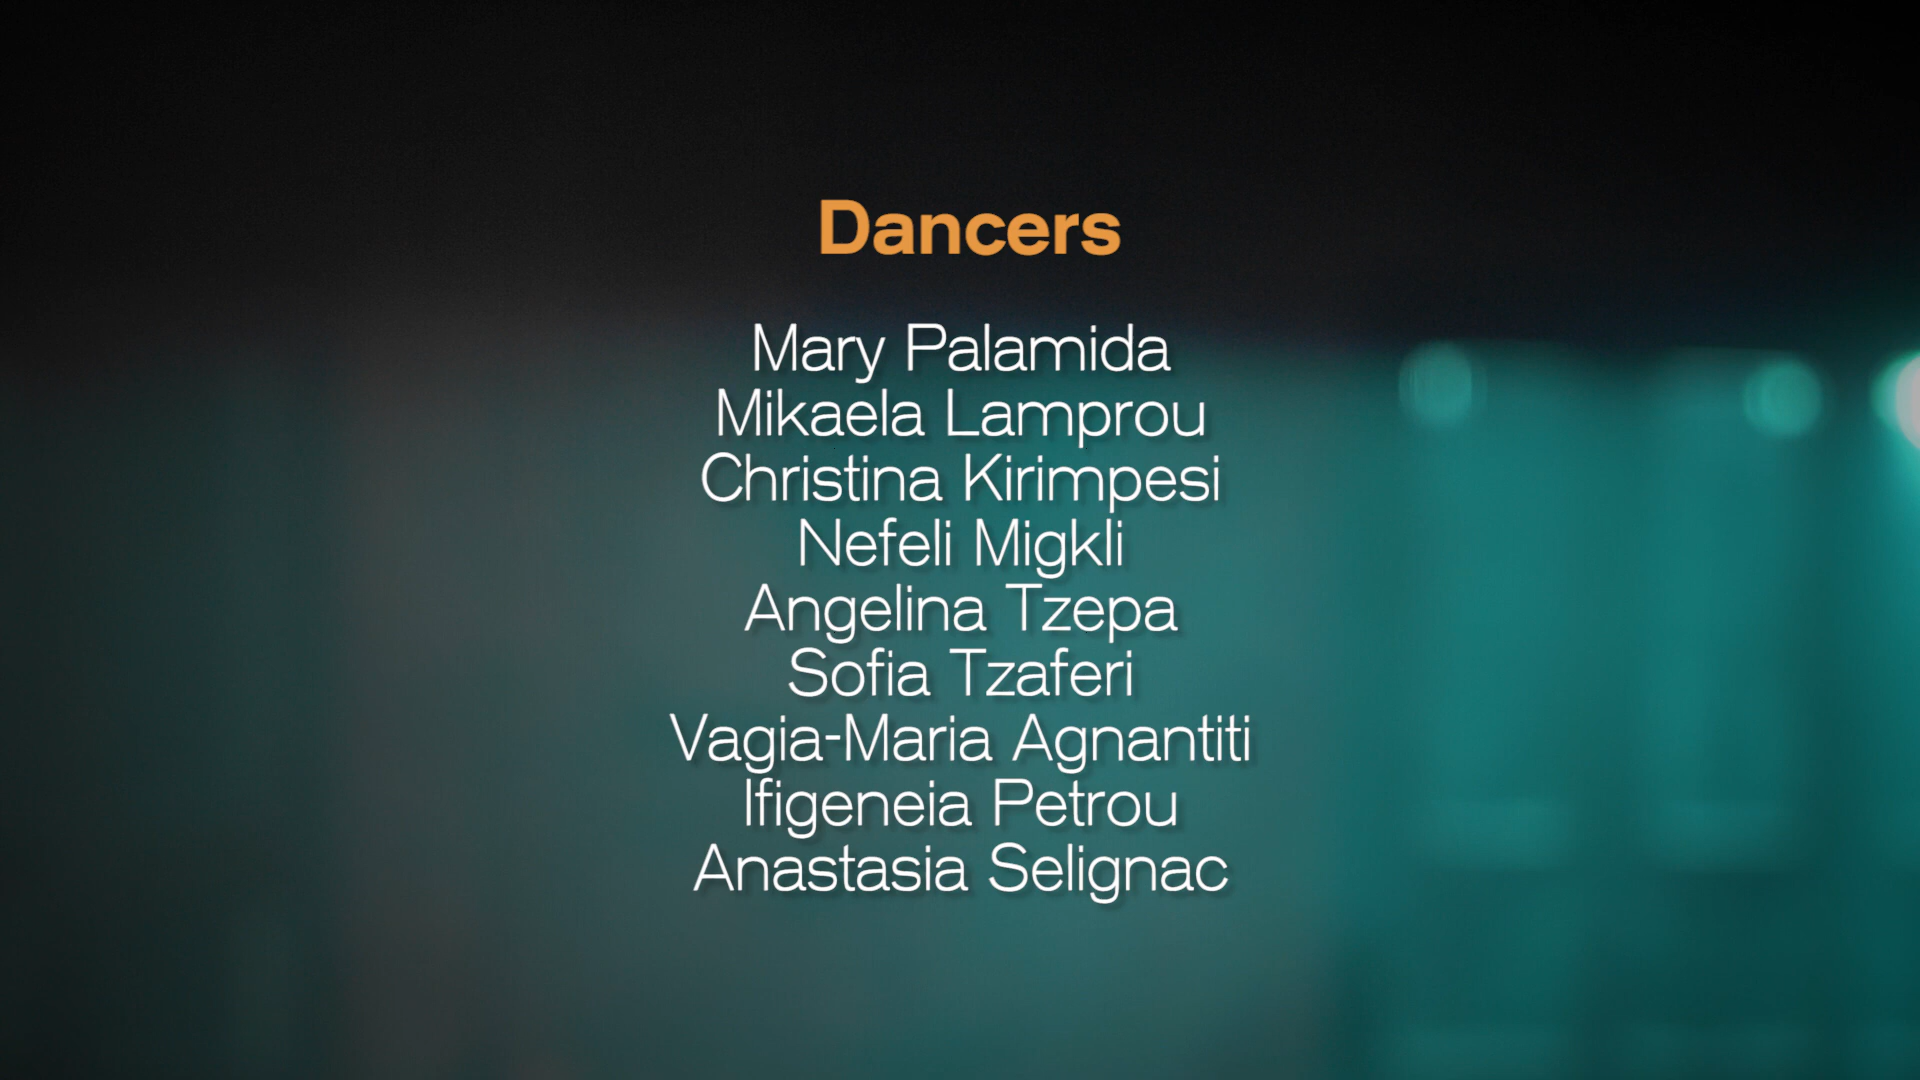 Dancers
Mary Palamida
Mikaela Lamprou
Christina Kirimpesi
Nefeli Migkli
Angelina Tzepa
Sofia Tzaferi
Vagia-Maria Agnantiti
Ifigeneia Petrou
Anastasia Selignac